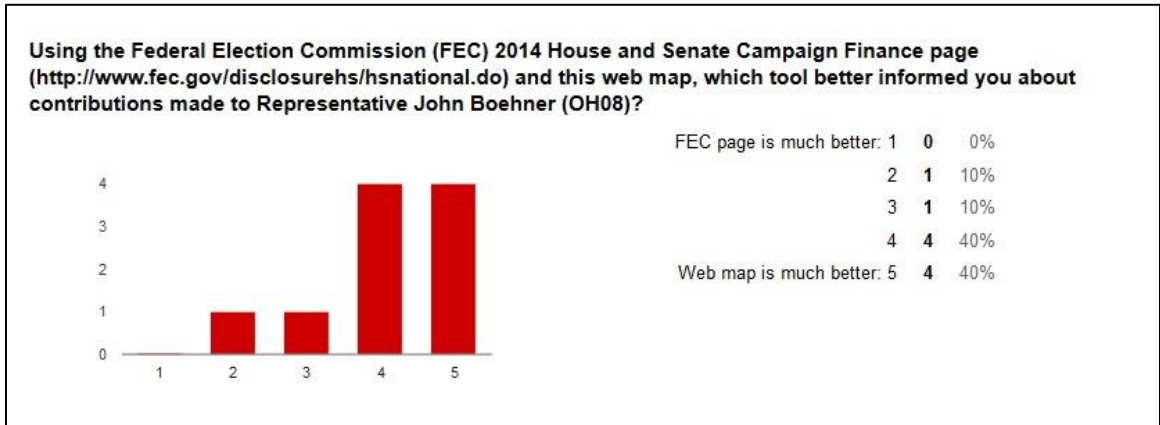 Using the Federal Election Commission (FEC) 2014 House and Senate Campaign Finance page
(http://www.fec.gov/disclosurehs/hsnational.do) and this web map, which tool better informed you about
contributions made to Representative John Boehner (OH08)?
FEC page is much better: 1 0 0%
2 1 10%
3 1 10%
4 4 40%
Web map is much better: 5 4 40%
4
3
2
1
0
1 2 3 4 5